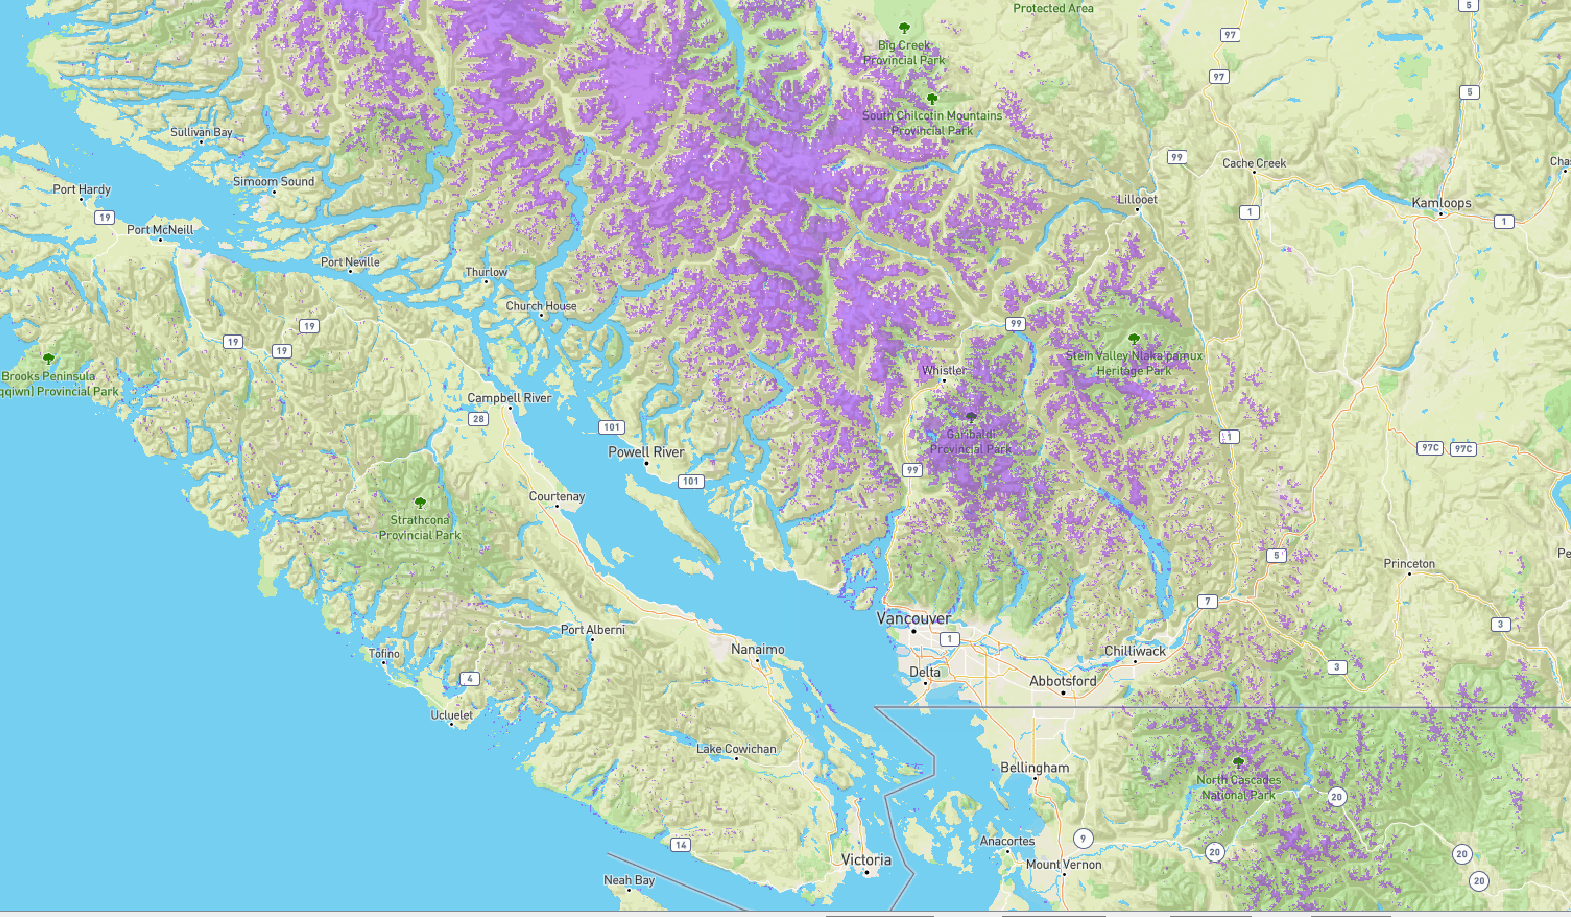 Protected Area
5
97
Big Creek
Provincial Park
97
5
South Chilcotin Mountains
Provincial Park
Sullivan Bay
99
Cache Creek
Cha
Simoom Sound
Port Hardy
Lillooet
Kamloops
19
1
1
Port McNeill
Port Neville
Thurlow
Church House
19
99
19
19
Stein Valley Nlaka'pamux
Heritage Park
Brooks Peninsula
qqiwn) Provincial Park
Whistler
Campbell River
28
101
Garibaldi
Provincial Park
1
97C
97C
Powell River
99
101
Courtenay
Strathcona
Provincial Park
5
Pe
Princeton
7
Vancouver
3
Port Alberni
1
Nanaimo
Chilliwack
Tofino
3
Delta
4
Abbotsford
Ucluelet
Lake Cowichan
Bellingham
North Cascades
National Park
20
14
Anacortes
9
20
20
Victoria
Mount Vernon
Neah Bay
20